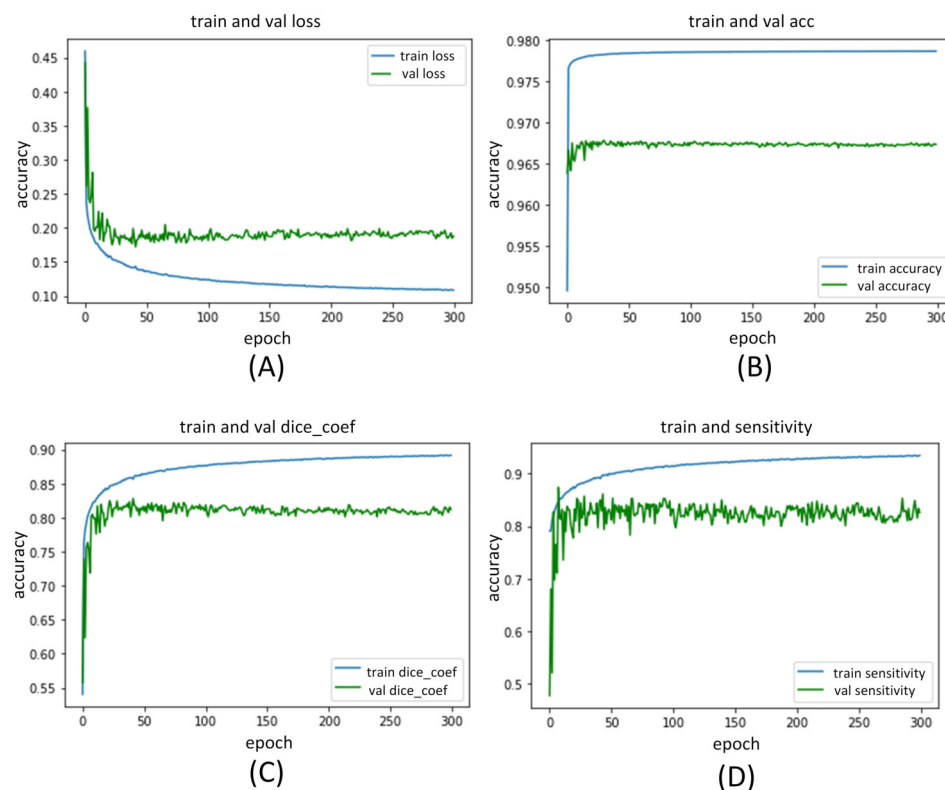 train and val loss
0.45
0.40
0.35
0.30
0.25
0.20
0.15
0.10
accuracy
train loss
val loss
0 50 100 150 200 250 300
epoch
(A)
train and val acc
0.980
0.975
0.970
0.965
0.960
0.955
0.950
accuracy
train accuracy
val accuracy
0 50 100 150 200 250 300
epoch
(B)
train and val dice_coef
0.90
0.85
0.80
0.75
0.70
0.65
0.60
0.55
accuracy
train dice_coef
val dice_coef
0 50 100 150 200 250 300
epoch
(C)
train and sensitivity
0.9
0.8
0.7
0.6
0.5
accuracy
train sensitivity
val sensitivity
0 50 100 150 200 250 300
epoch
(D)